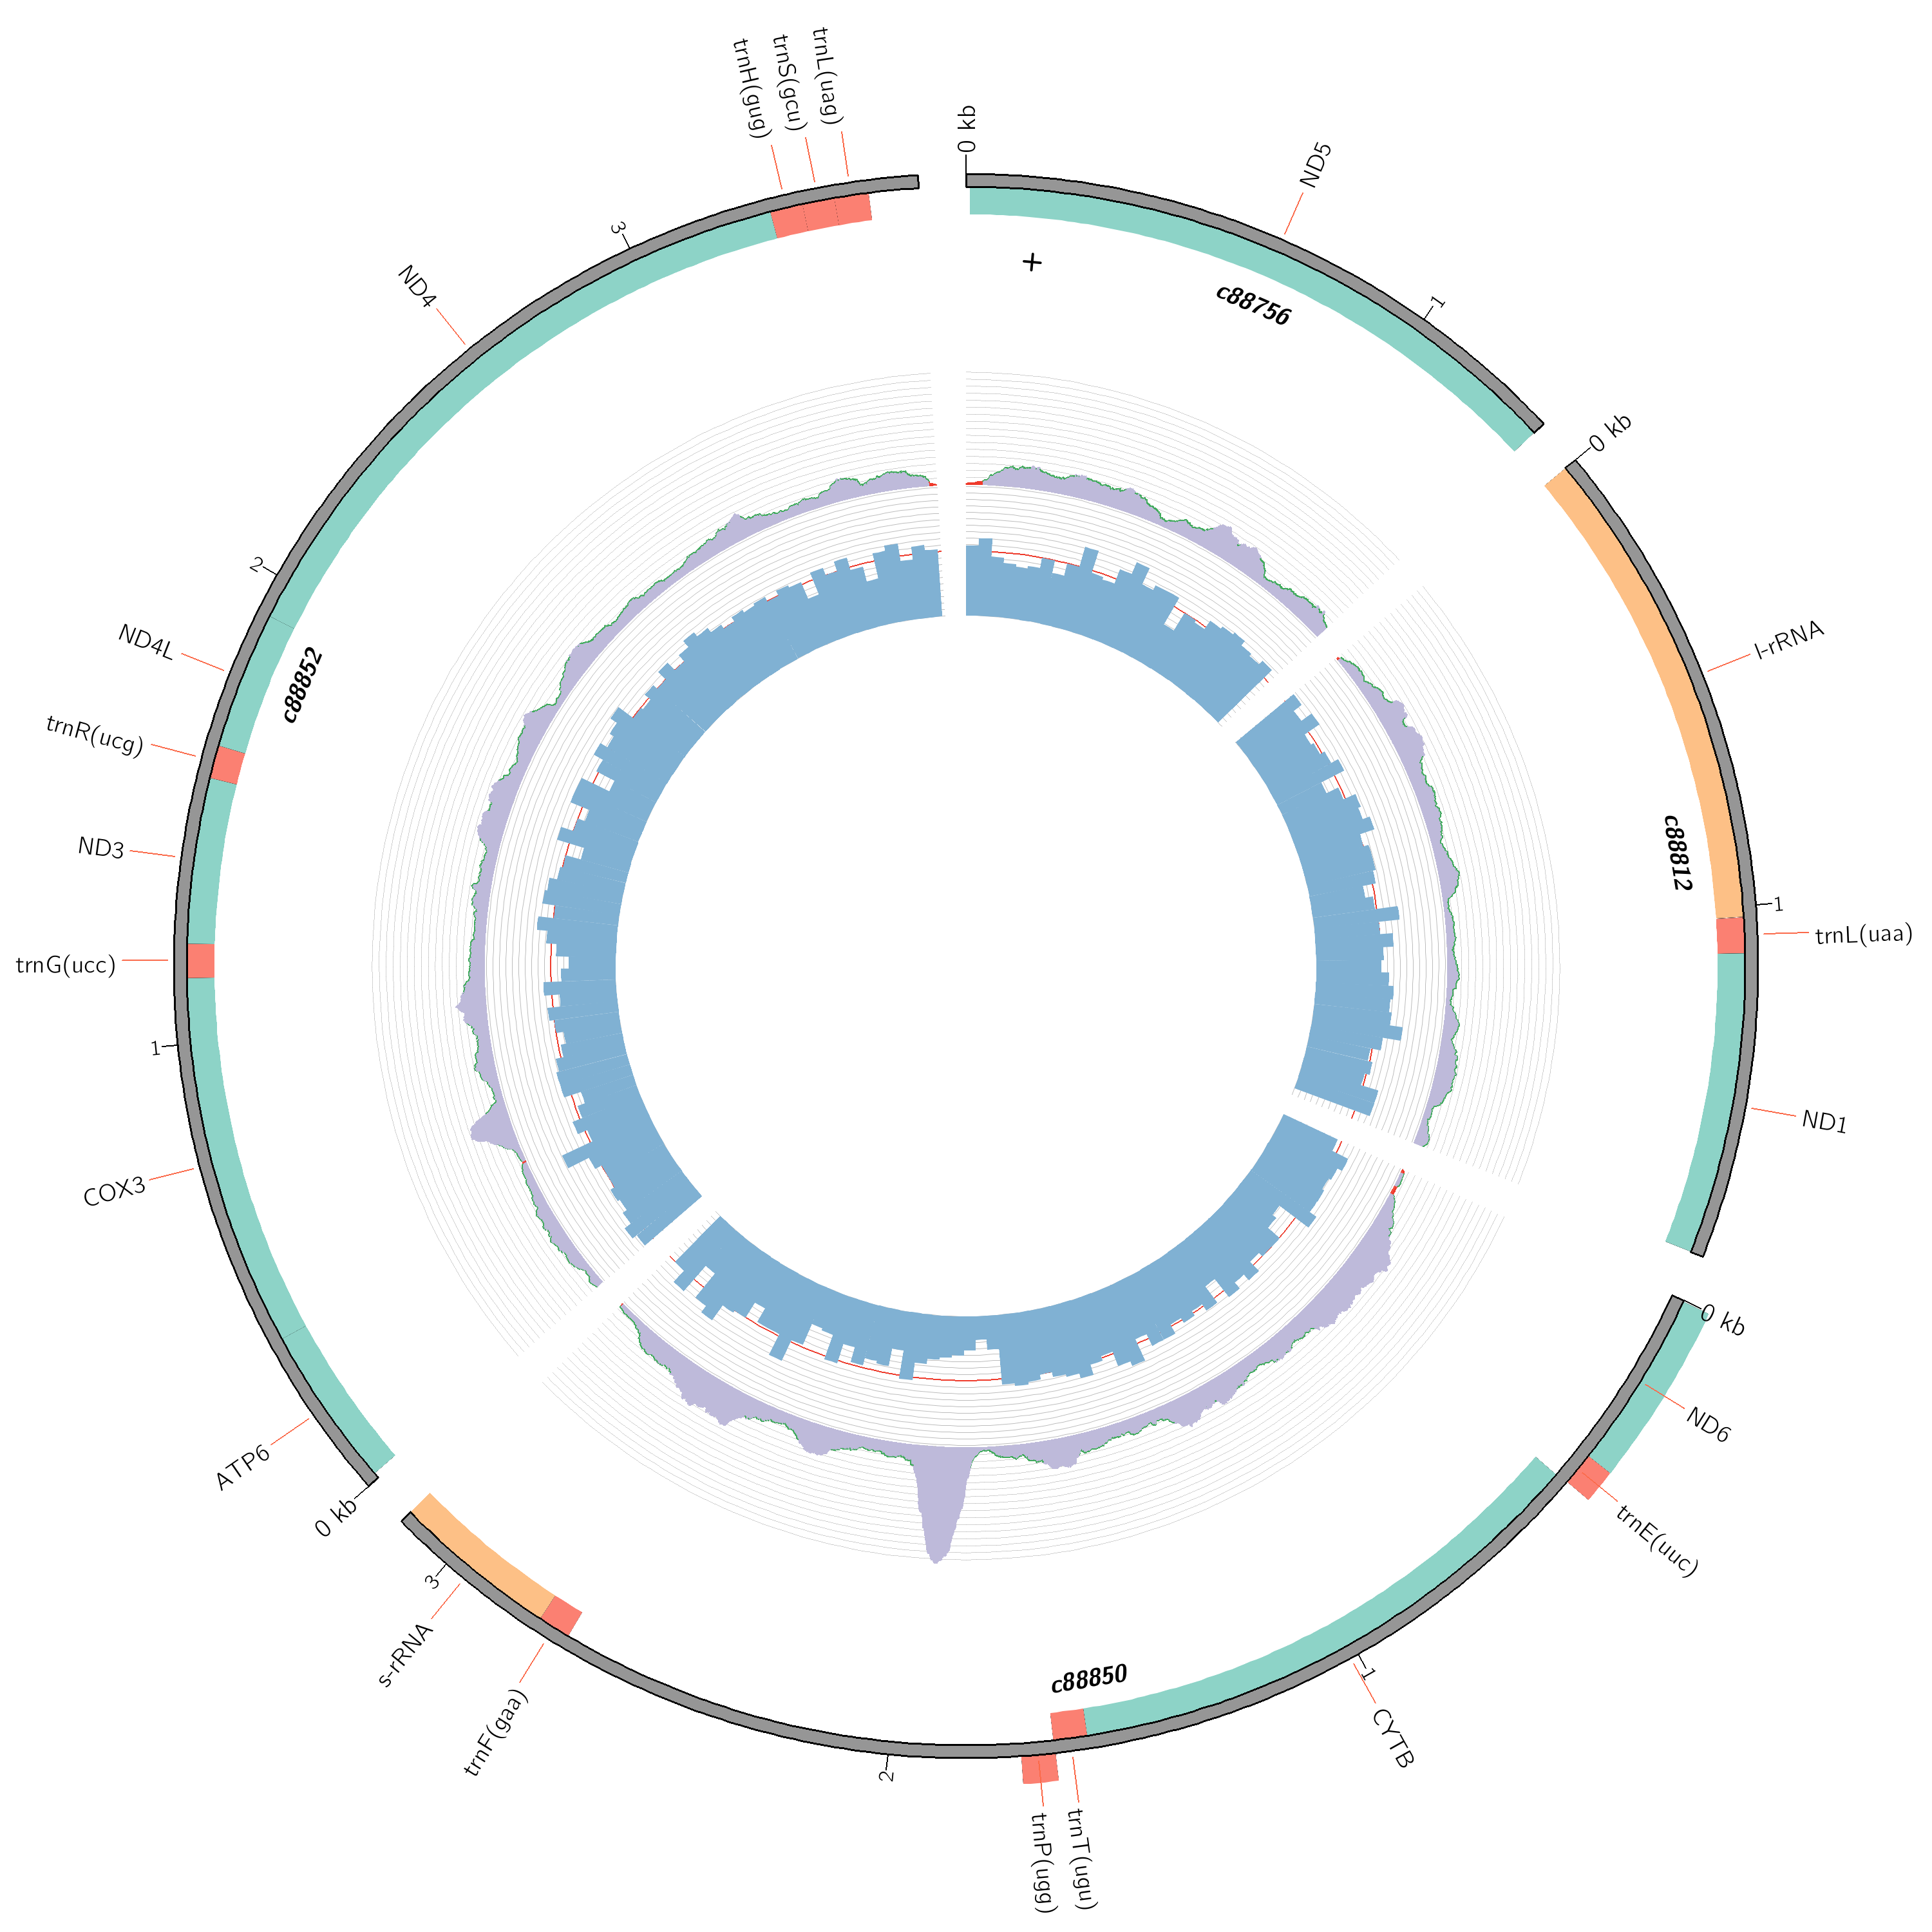 0 kb
ND5
1
+
c88756
0 kb
l-rRNA
c88812
1
trnL(uaa)
ND1
0 kb
ND6
trnE(uuc)
1
CYTB
c88850
trnT(ugu)
trnP(ugg)
2
trnF(gaa)
s-rRNA
3
0 kb
ATP6
COX3
1
trnG(ucc)
ND3
trnR(ucg)
c88852
ND4L
2
ND4
3
trnH(gug)
trnS(gcu)
trnL(uag)